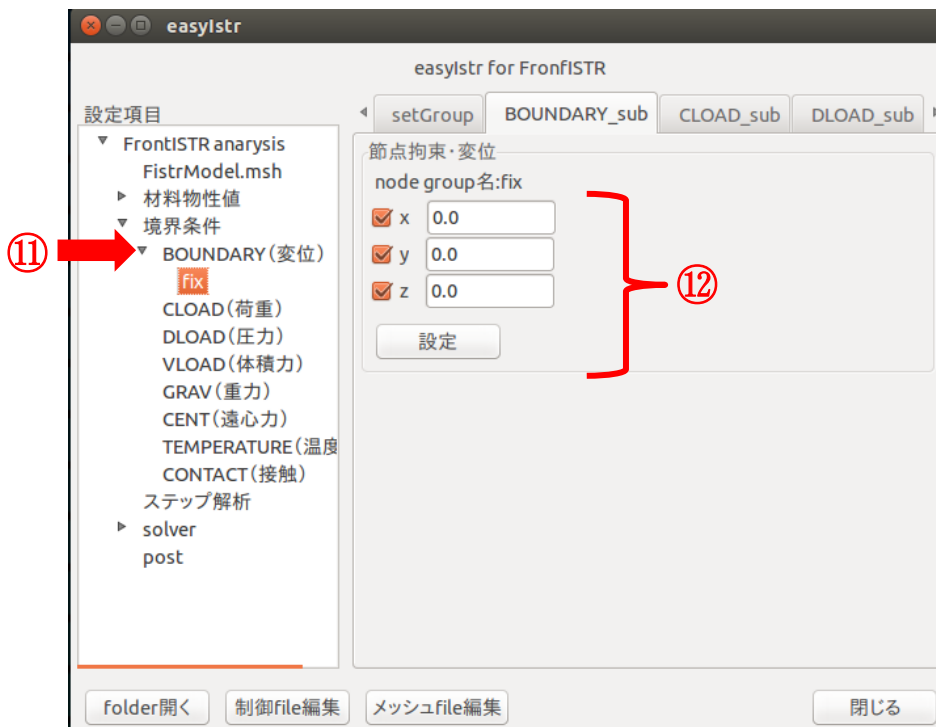 easyIstr
easyIstr for FronfISTR
設定項目
FrontISTR anarysis
FistrModel.msh
材料物性値
境界条件
⑪
BOUNDARY(変位)
fix
CLOAD(荷重)
DLOAD(圧力)
VLOAD(体積力)
GRAV(重力)
CENT(遠心力)
TEMPERATURE(温度
CONTACT(接触)
ステップ解析
solver
post
setGroup BOUNDARY_sub CLOAD_sub DLOAD_sub
節点拘束・変位
node group名:fix
x 0.0
y 0.0
z 0.0
⑫
設定
folder開く 制御file編集 メッシュfile編集 閉じる